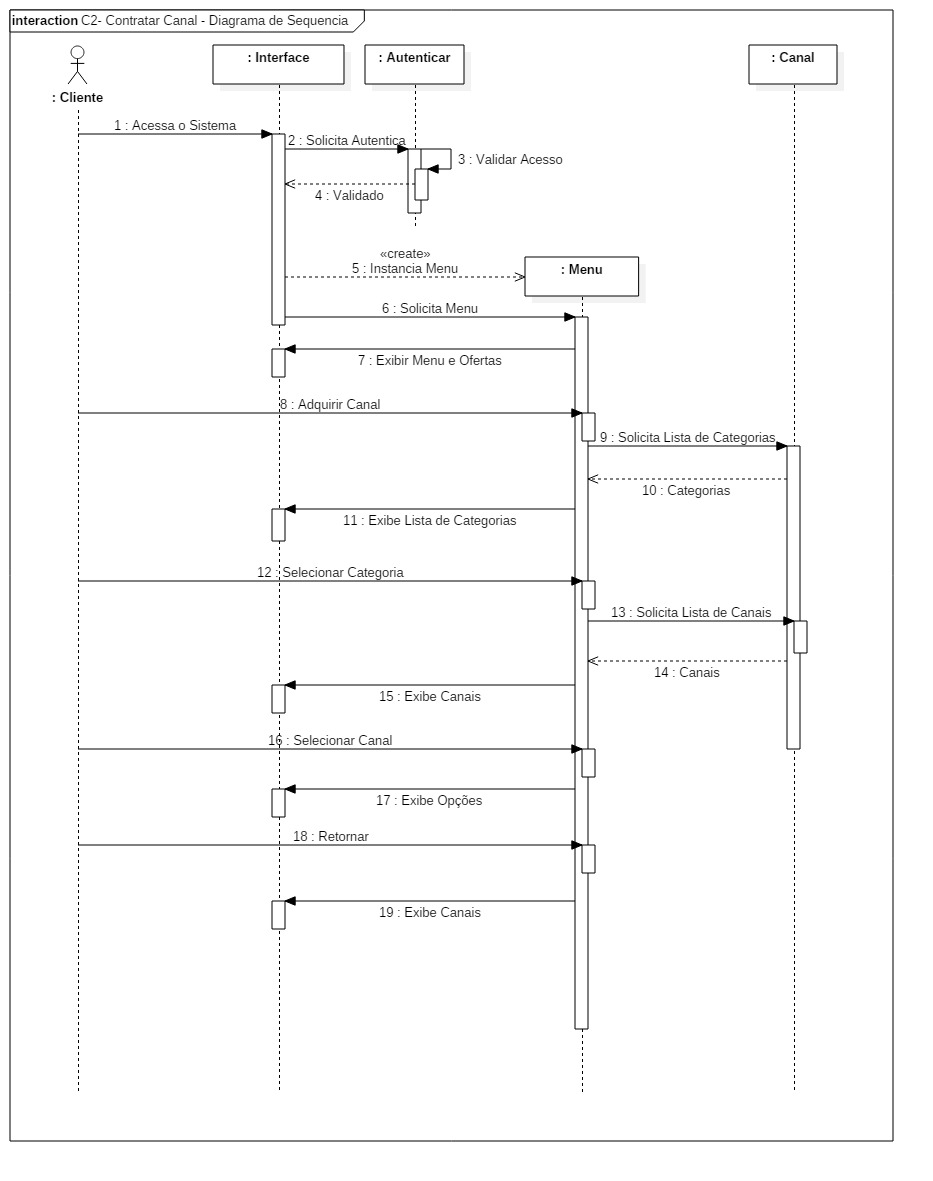 interaction C2- Contratar Canal - Diagrama de Sequencia
: Cliente
: Interface
: Autenticar
: Canal
1 : Acessa o Sistema
2 : Solicita Autentica
3 : Validar Acesso
4 : Validado
«create»
5 : Instancia Menu
: Menu
6 : Solicita Menu
7 : Exibir Menu e Ofertas
8 : Adquirir Canal
9 : Solicita Lista de Categorias
10 : Categorias
11 : Exibe Lista de Categorias
12 : Selecionar Categoria
13 : Solicita Lista de Canais
14 : Canais
15 : Exibe Canais
16 : Selecionar Canal
17 : Exibe Opções
18 : Retornar
19 : Exibe Canais